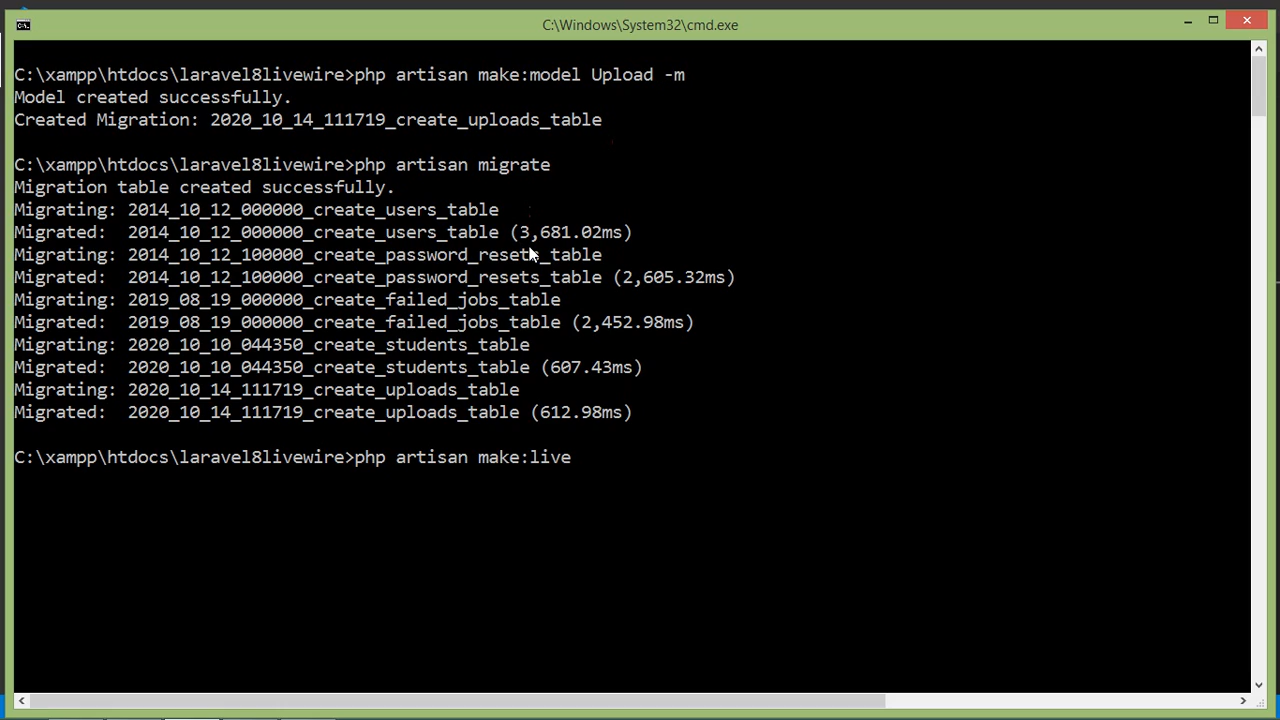 C:\Windows\System32\cmd.exe
C:\xampp\htdocs\laravel8livewire>php artisan make:model Upload -m
Model created successfully.
Created Migration: 2020_10_14_111719_create_uploads_table
C:\xampp\htdocs\laravel8livewire>php artisan migrate
Migration table created successfully.
Migrating: 2014_10_12_000000_create_users_table
Migrated:  2014_10_12_000000_create_users_table (3,681.02ms)
Migrating: 2014_10_12_100000_create_password_resets_table
Migrated:  2014_10_12_100000_create_password_resets_table (2,605.32ms)
Migrating: 2019_08_19_000000_create_failed_jobs_table
Migrated:  2019_08_19_000000_create_failed_jobs_table (2,452.98ms)
Migrating: 2020_10_10_044350_create_students_table
Migrated:  2020_10_10_044350_create_students_table (607.43ms)
Migrating: 2020_10_14_111719_create_uploads_table
Migrated:  2020_10_14_111719_create_uploads_table (612.98ms)
C:\xampp\htdocs\laravel8livewire>php artisan make:live